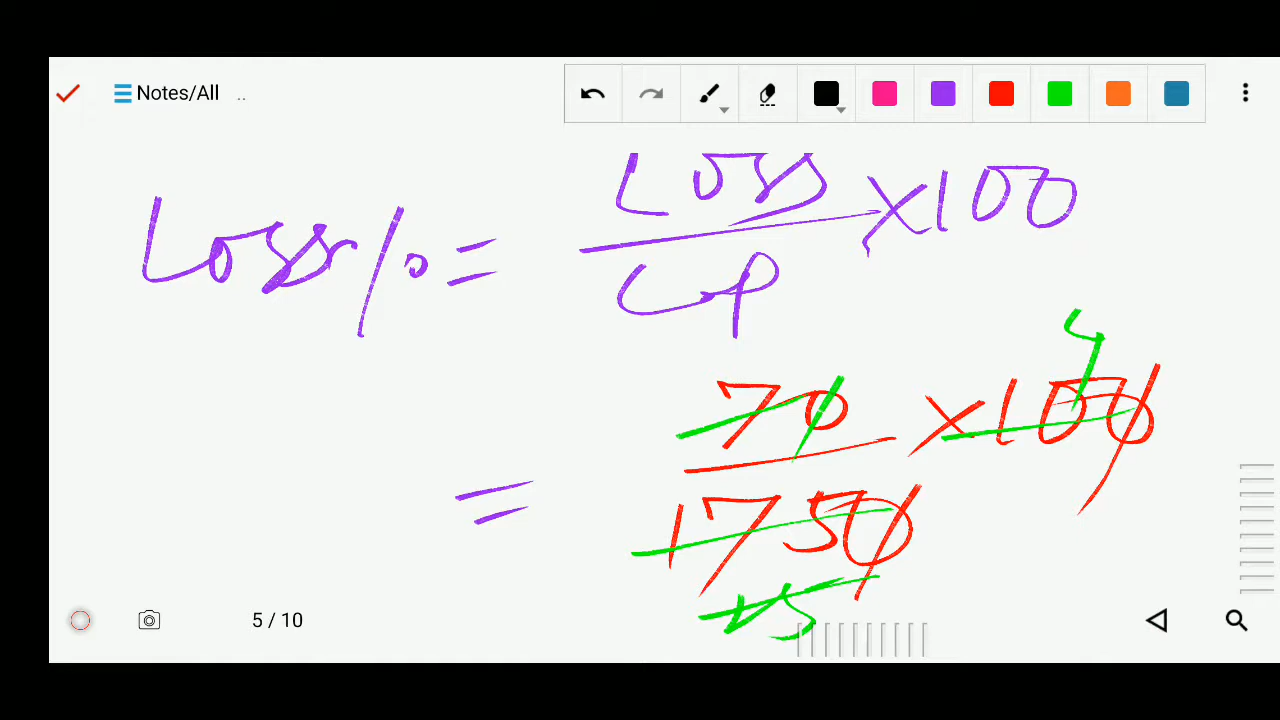 Notes/All ..
Loss% = Loss/CP ×100
4
= 70/1750 ×100
25
5 / 10